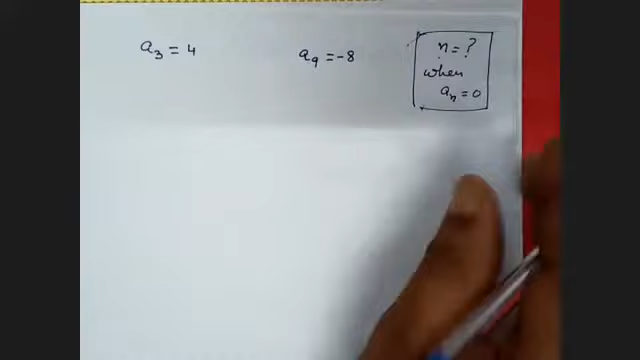 a₃ = 4
a₉ = -8
n = ?
when
aₙ = 0